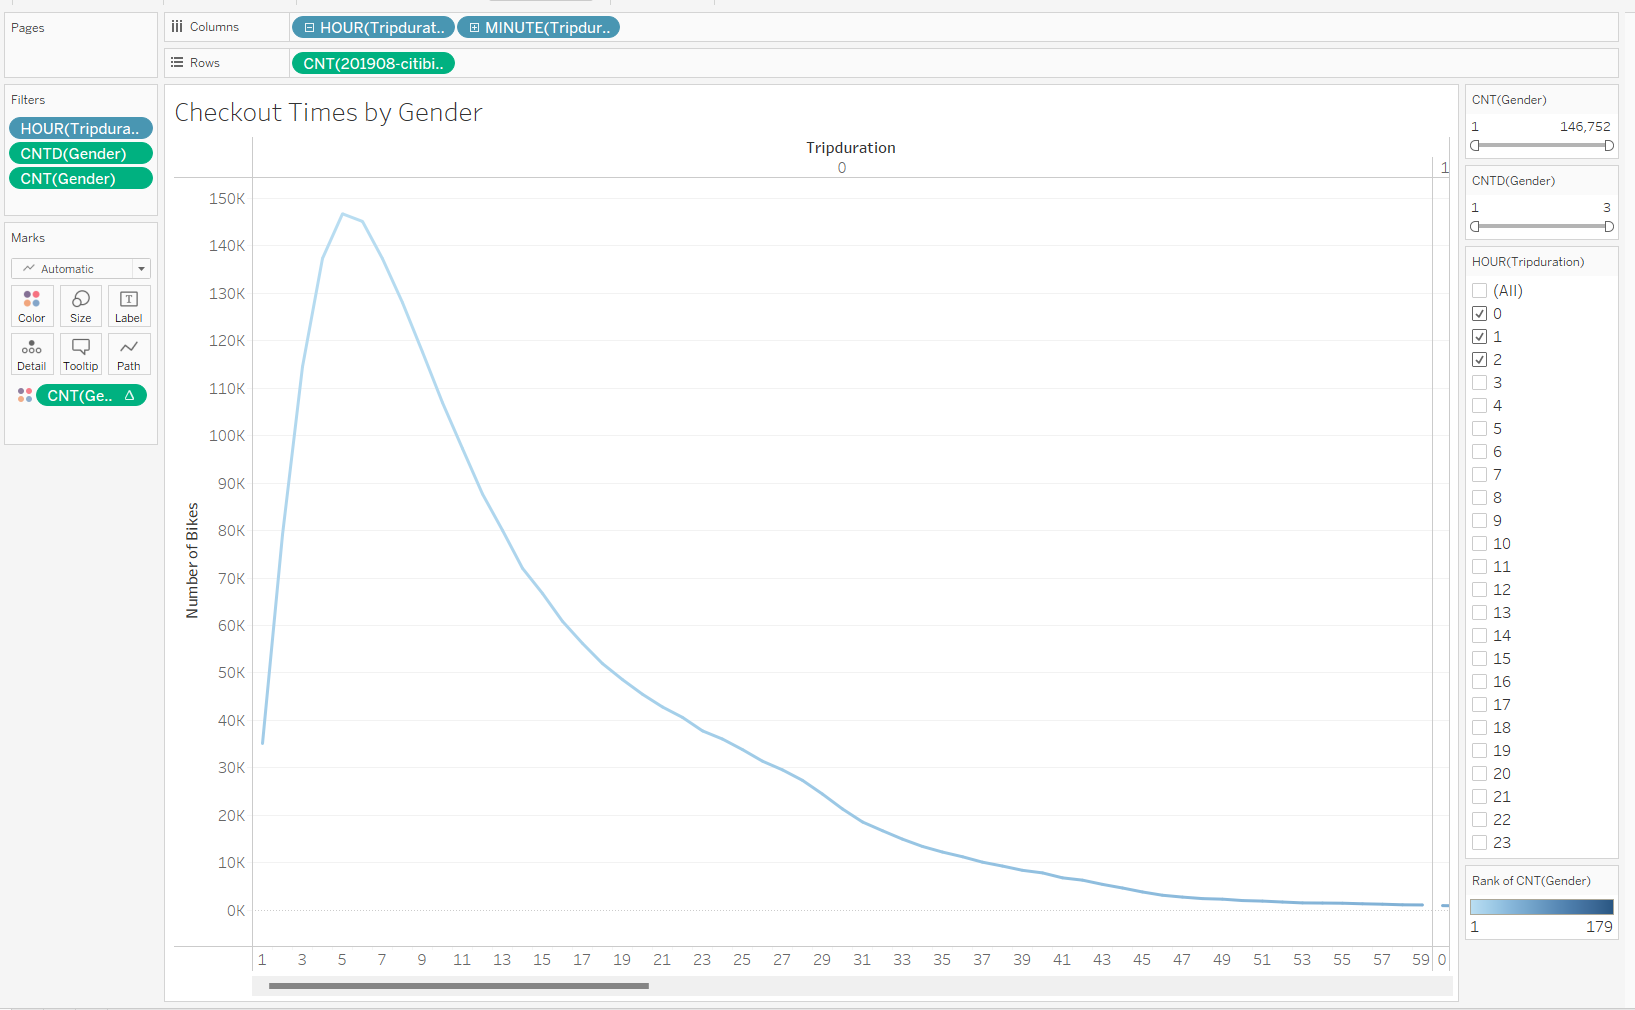 Pages
Columns
HOUR(Tripdurat..
MINUTE(Tripdur..
Rows
CNT(201908-citibi..
Filters
HOUR(Tripdura..
CNTD(Gender)
CNT(Gender)
Marks
Automatic
Color
Size
Label
Detail
Tooltip
Path
CNT(Ge.. Δ
Checkout Times by Gender
Tripduration
0
1
Number of Bikes
150K
140K
130K
120K
110K
100K
90K
80K
70K
60K
50K
40K
30K
20K
10K
0K
1 3 5 7 9 11 13 15 17 19 21 23 25 27 29 31 33 35 37 39 41 43 45 47 49 51 53 55 57 59 0
CNT(Gender)
1 146,752
CNTD(Gender)
1 3
HOUR(Tripduration)
(All)
0
1
2
3
4
5
6
7
8
9
10
11
12
13
14
15
16
17
18
19
20
21
22
23
Rank of CNT(Gender)
1 179